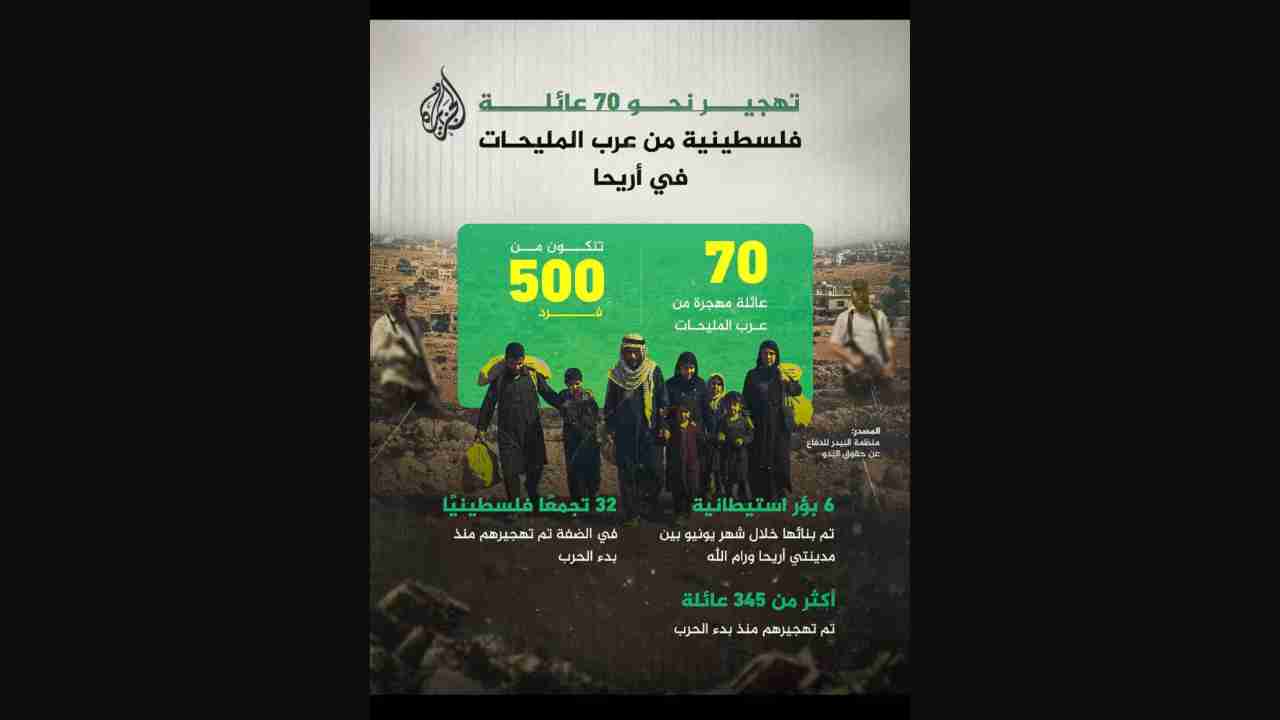 تهجير نحو 70 عائلة
فلسطينية من عرب المليحات
في أريحا
الجزيرة
70
عائلة مهجرة من
عرب المليحات
تتكون من
500
فرد
المصدر:
منظمة البيدر للدفاع
عن حقوق البدو
6 بؤر استيطانية
تم بنائها خلال شهر يونيو بين
مدينتي أريحا ورام الله
32 تجمعًا فلسطينيًا
في الضفة تم تهجيرهم منذ
بدء الحرب
أكثر من 345 عائلة
تم تهجيرهم منذ بدء الحرب